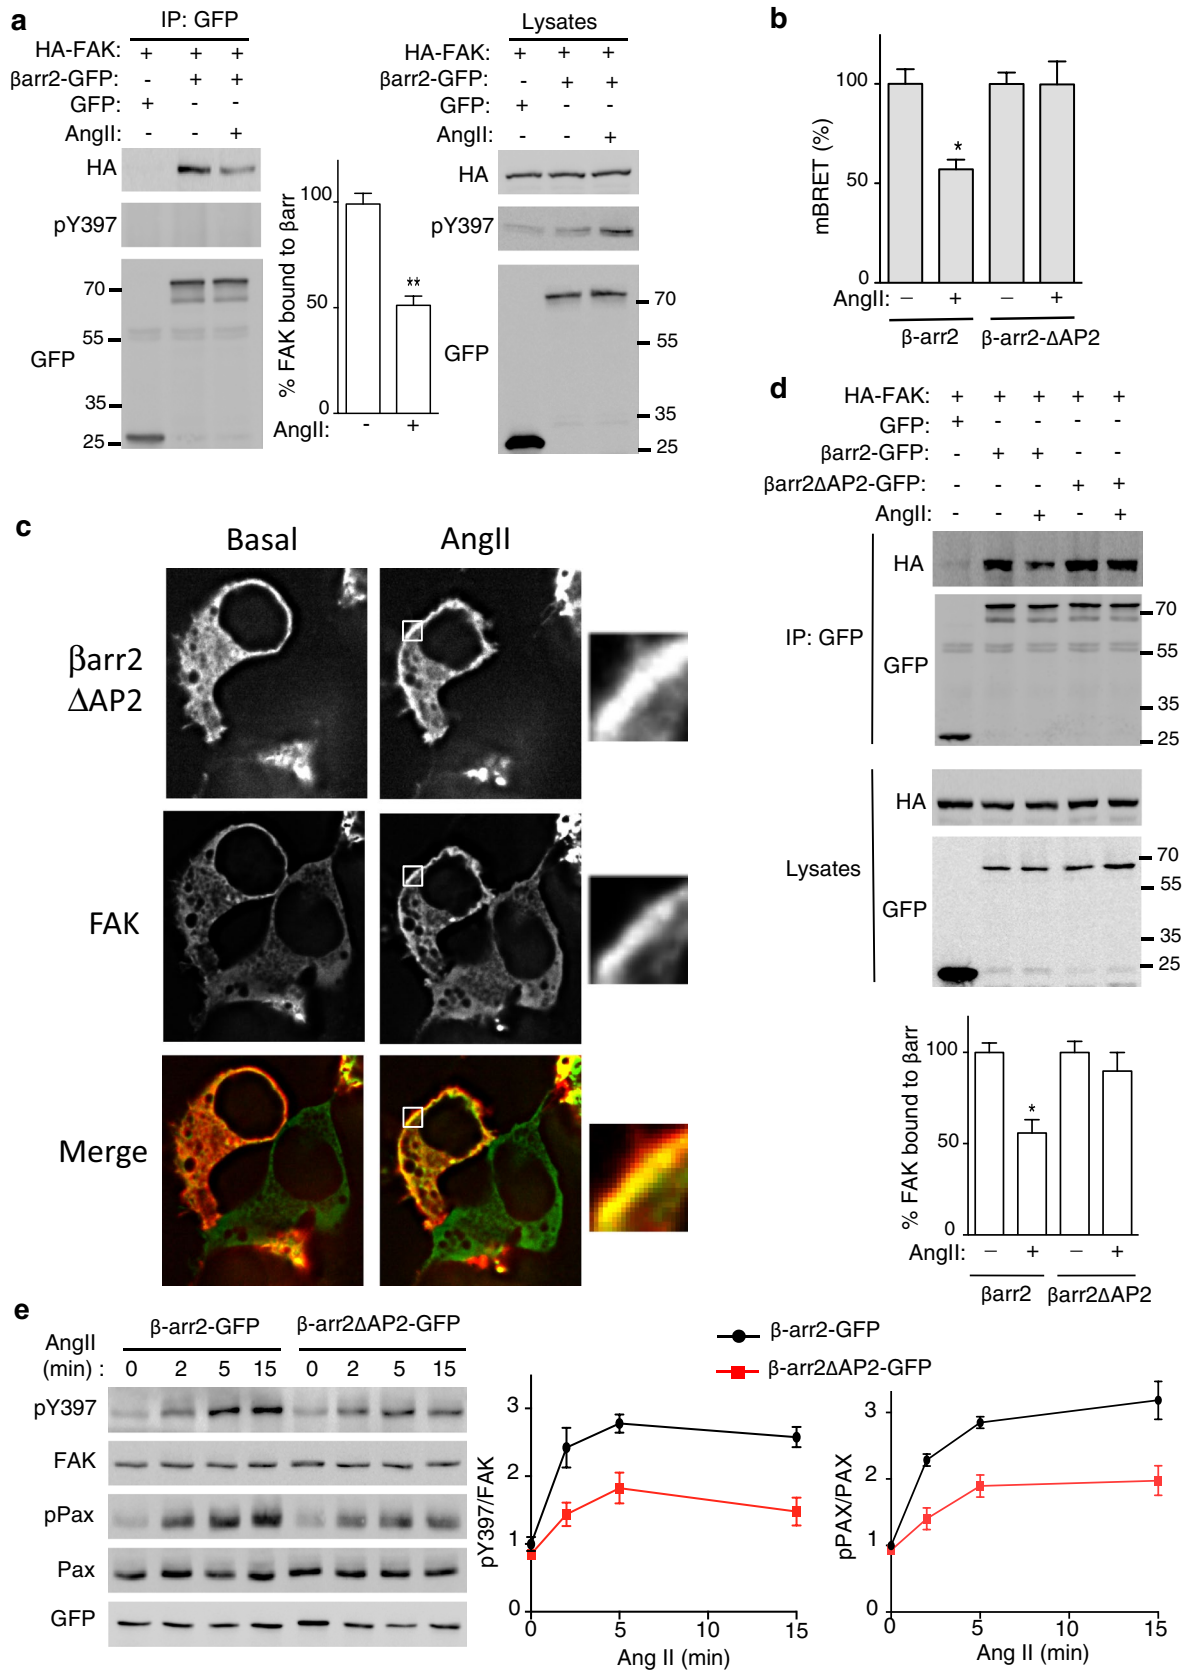 a
IP: GFP
HA-FAK: + + +
βarr2-GFP: - + +
GFP: + - -
AngII: - - +
HA
pY397
GFP
70
55
35
25
% FAK bound to βarr
100
50
0
AngII: - +
Lysates
HA-FAK: + + +
βarr2-GFP: - + +
GFP: + - -
AngII: - - +
HA
pY397
GFP
70
55
35
25
b
mBRET (%)
100
50
0
AngII: – + – +
β-arr2 β-arr2-ΔAP2
*
**
c
Basal AngII
βarr2
ΔAP2
FAK
Merge
d
HA-FAK: + + + + +
GFP: + - - - -
βarr2-GFP: - + + - -
βarr2ΔAP2-GFP: - - - + +
AngII: - - + - +
IP: GFP
HA
GFP
70
55
35
25
Lysates
HA
GFP
70
55
35
25
% FAK bound to βarr
100
50
0
*
AngII: – + – +
βarr2 βarr2ΔAP2
e
β-arr2-GFP β-arr2ΔAP2-GFP
AngII
(min) : 0 2 5 15 0 2 5 15
pY397
FAK
pPax
Pax
GFP
β-arr2-GFP
β-arr2ΔAP2-GFP
pY397/FAK
3
2
1
0
0 5 10 15
Ang II (min)
pPAX/PAX
3
2
1
0
0 5 10 15
Ang II (min)